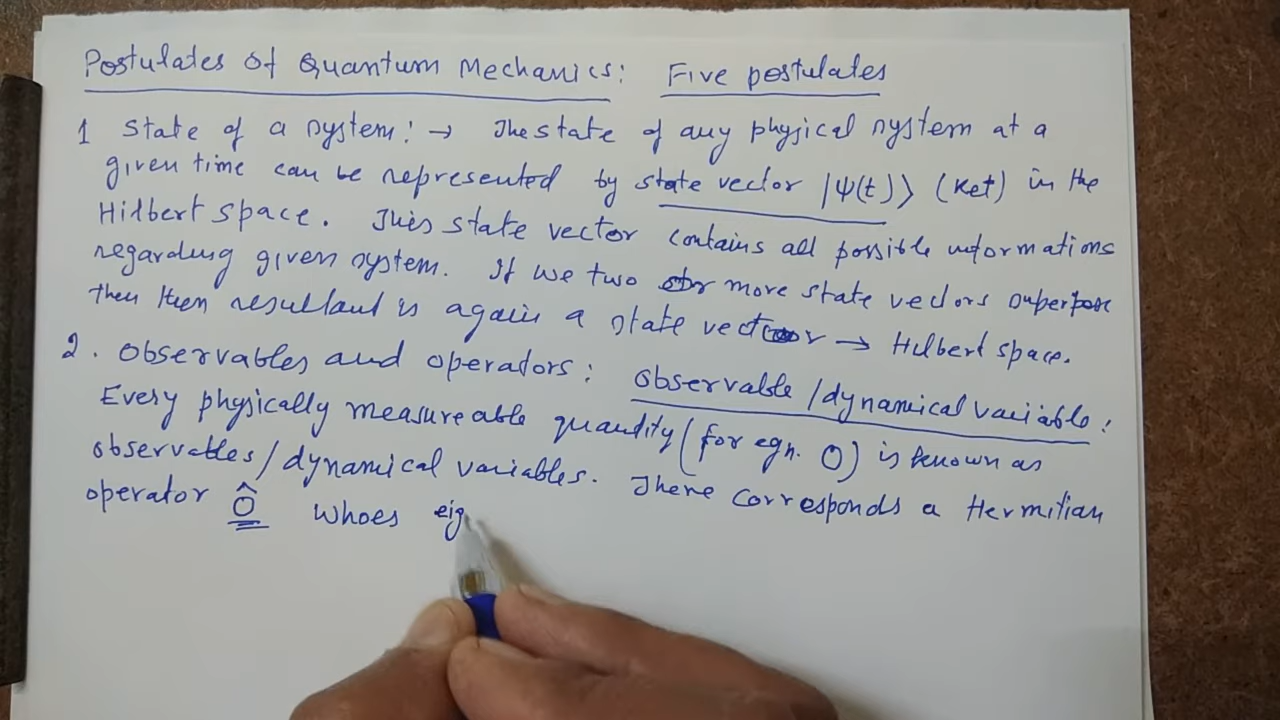 Postulates of Quantum Mechanics: Five postulates
1 State of a system: → The state of any physical system at a
given time can be represented by state vector |Ψ(t)⟩ (Ket) in the
Hilbert space. This state vector contains all possible informations
regarding given system. If we two or more state vectors superpose
then then resultant is again a state vector → Hilbert space.
2. Observables and operators: observable/dynamical variable:
Every physically measureable quantity (for egn. O) is known as
observables/dynamical variables. There corresponds a Hermitian
operator Ô whoes eig